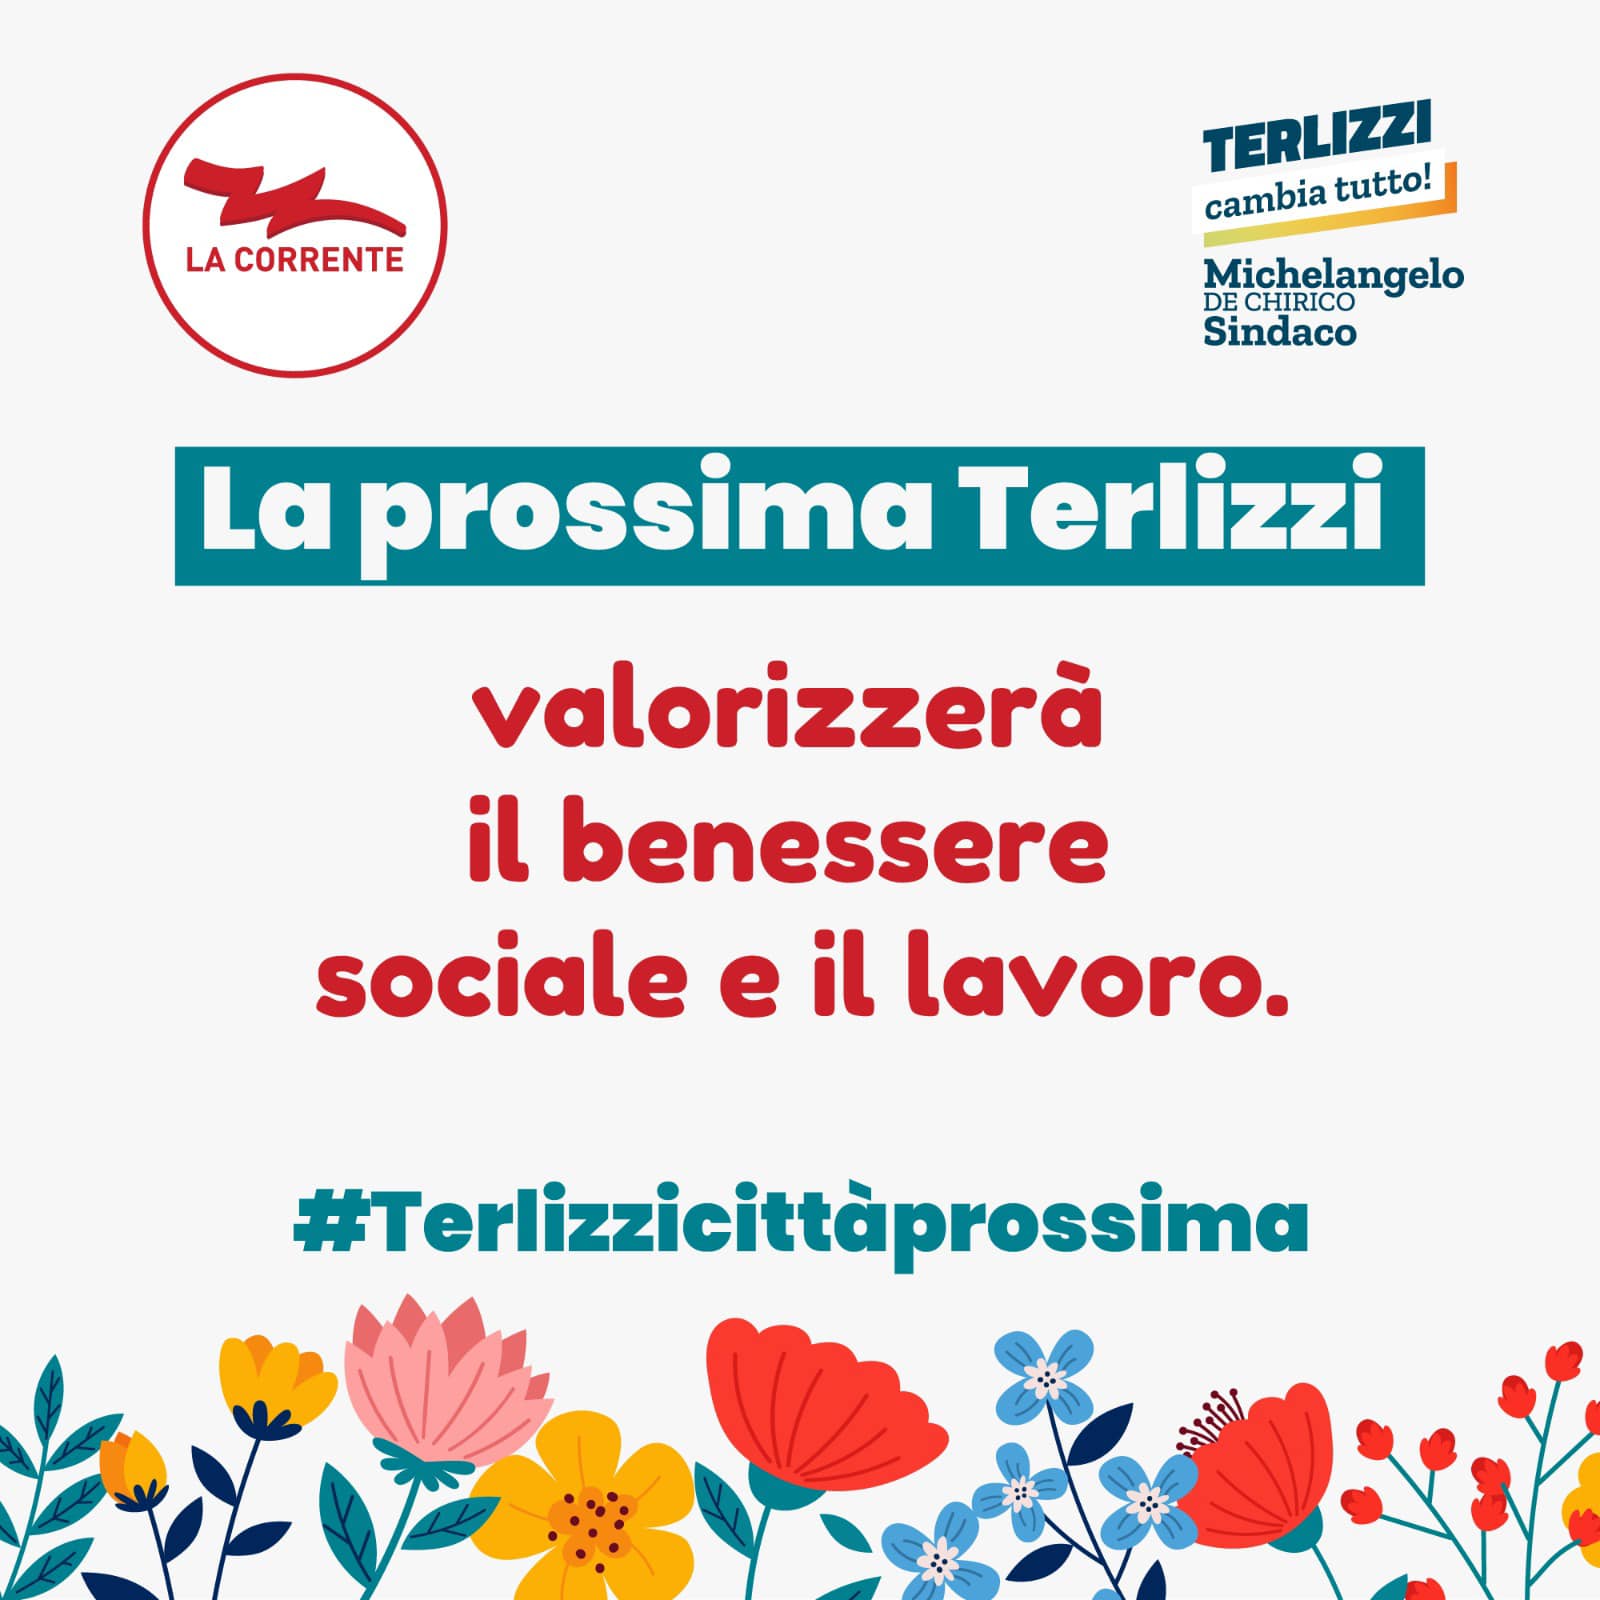 LA CORRENTE
TERLIZZI
cambia tutto!
Michelangelo
DE CHIRICO
Sindaco
La prossima Terlizzi
valorizzerà
il benessere
sociale e il lavoro.
#Terlizzicittàprossima